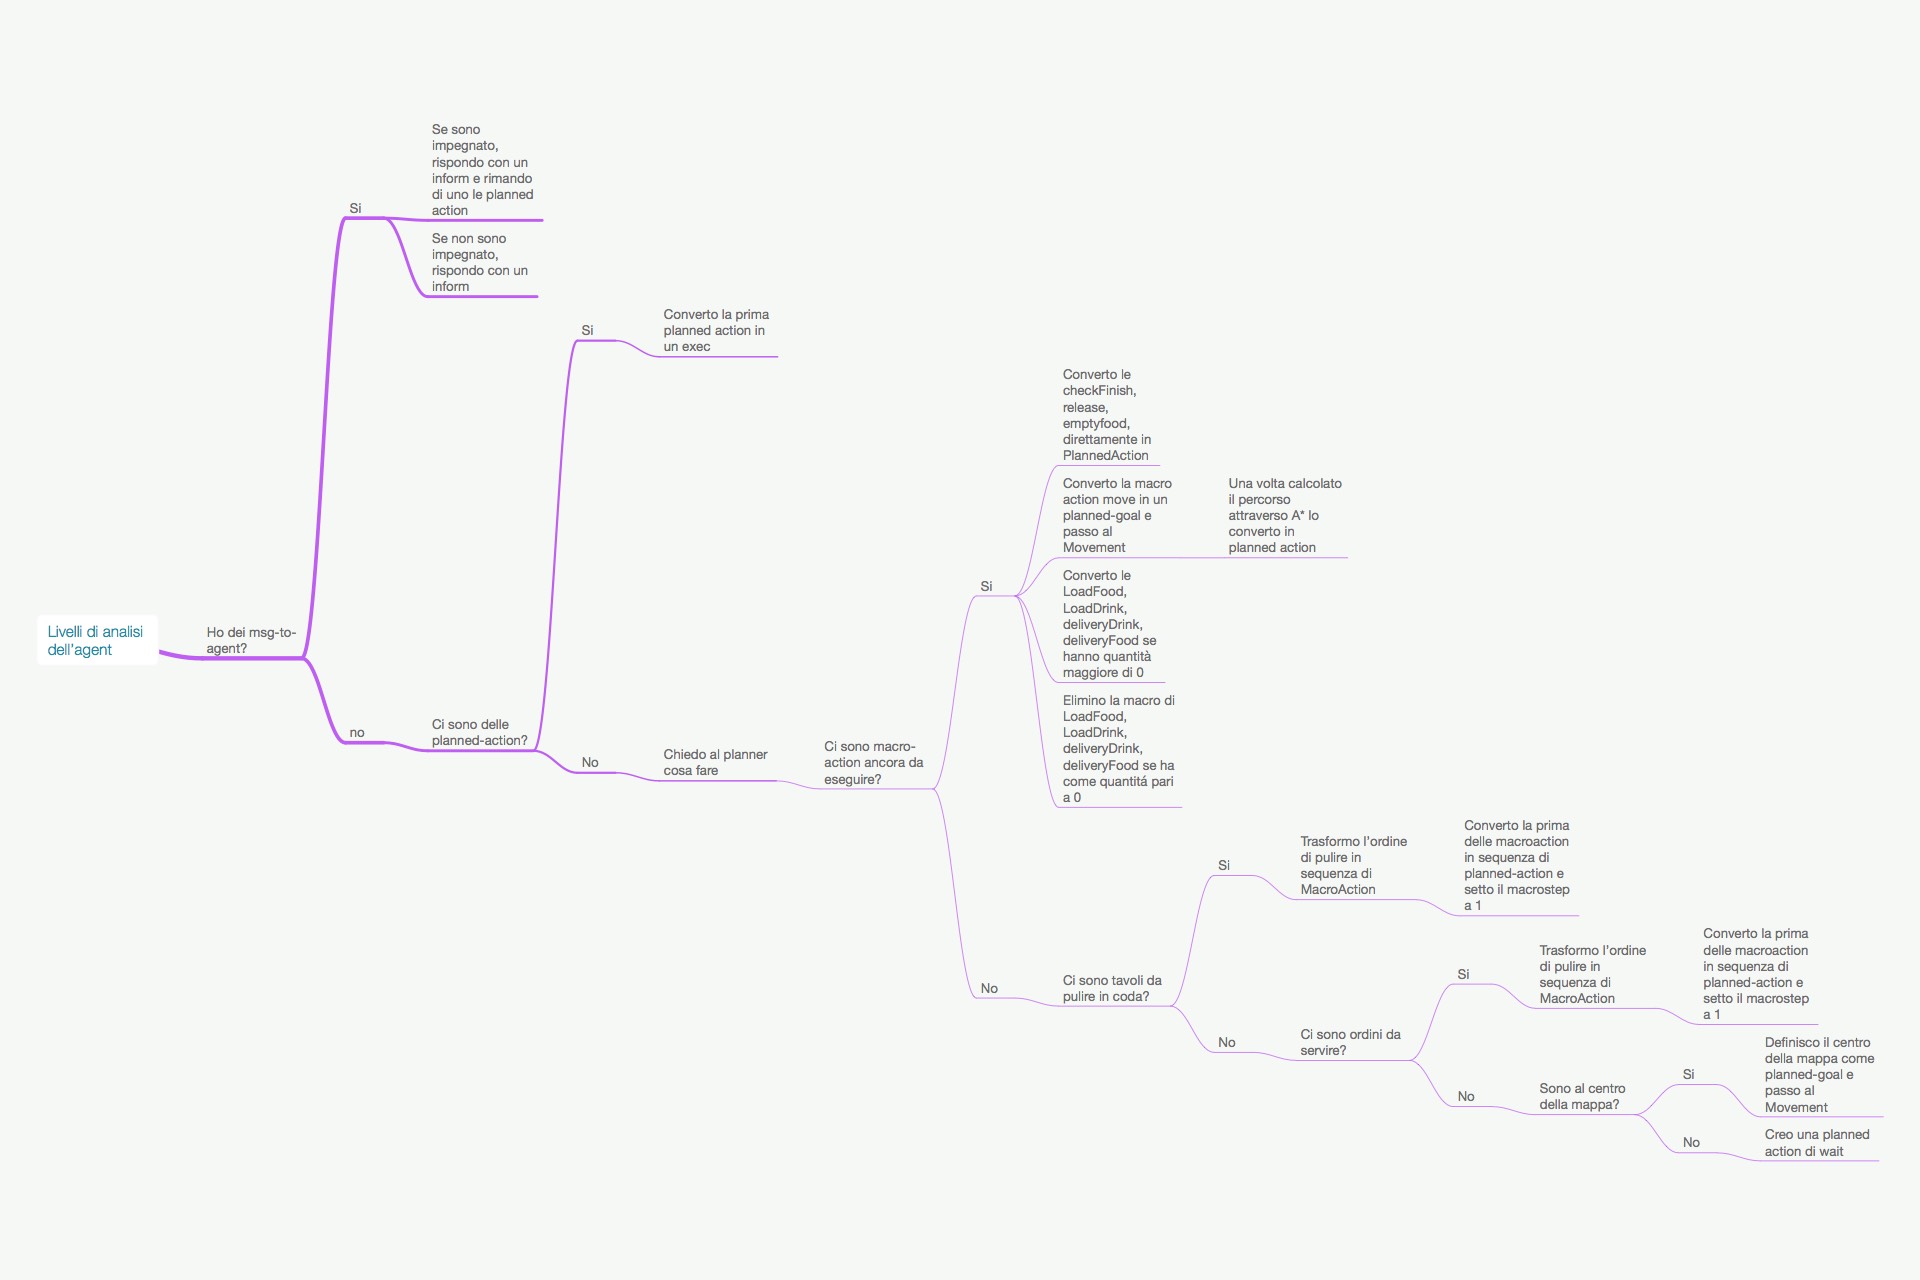 Livelli di analisi
dell'agent
Ho dei msg-to-
agent?
Si
Se sono
impegnato,
rispondo con un
inform e rimando
di uno le planned
action
Se non sono
impegnato,
rispondo con un
inform
no
Ci sono delle
planned-action?
Si
Converto la prima
planned action in
un exec
No
Chiedo al planner
cosa fare
Ci sono macro-
action ancora da
eseguire?
Si
Converto le
checkFinish,
release,
emptyfood,
direttamente in
PlannedAction
Converto la macro
action move in un
planned-goal e
passo al
Movement
Una volta calcolato
il percorso
attraverso A* lo
converto in
planned action
Converto le
LoadFood,
LoadDrink,
deliveryDrink,
deliveryFood se
hanno quantità
maggiore di 0
Elimino la macro di
LoadFood,
LoadDrink,
deliveryDrink,
deliveryFood se ha
come quantitá pari
a 0
No
Ci sono tavoli da
pulire in coda?
Si
Trasformo l'ordine
di pulire in
sequenza di
MacroAction
Converto la prima
delle macroaction
in sequenza di
planned-action e
setto il macrostep
a 1
No
Ci sono ordini da
servire?
Si
Trasformo l'ordine
di pulire in
sequenza di
MacroAction
Converto la prima
delle macroaction
in sequenza di
planned-action e
setto il macrostep
a 1
No
Sono al centro
della mappa?
Si
Definisco il centro
della mappa come
planned-goal e
passo al
Movement
No
Creo una planned
action di wait